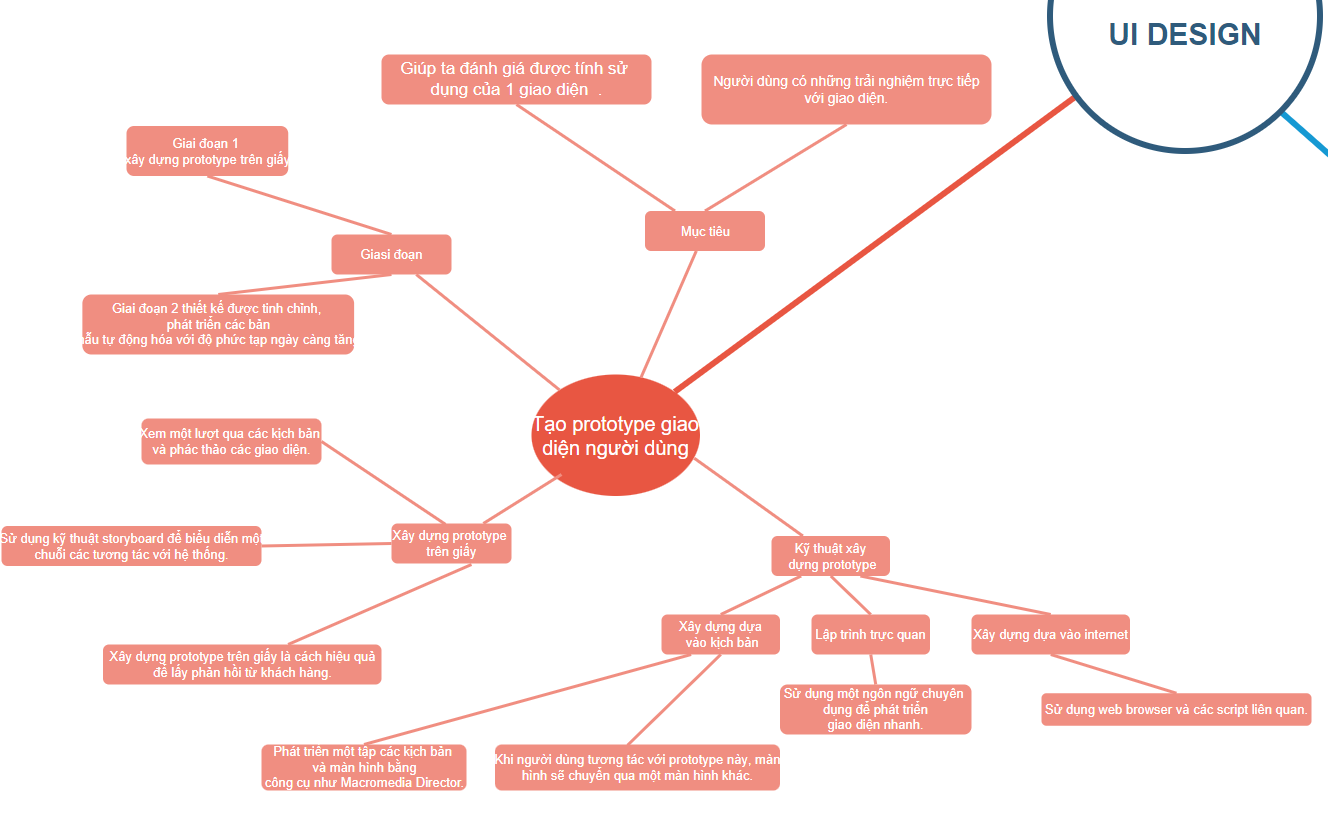 UI DESIGN
Giúp ta đánh giá được tính sử
dụng của 1 giao diện .
Người dùng có những trải nghiệm trực tiếp
với giao diện.
Giai đoạn 1
xây dựng prototype trên giấy
Mục tiêu
Giasi đoạn
Giai đoạn 2 thiết kế được tinh chỉnh,
phát triển các bản
mẫu tự động hóa với độ phức tạp ngày càng tăng
Tạo prototype giao
diện người dùng
Xem một lượt qua các kịch bản
và phác thảo các giao diện.
Sử dụng kỹ thuật storyboard để biểu diễn một
chuỗi các tương tác với hệ thống.
Xây dựng prototype
trên giấy
Kỹ thuật xây
dựng prototype
Xây dựng prototype trên giấy là cách hiệu quả
để lấy phản hồi từ khách hàng.
Xây dựng dựa
vào kịch bản
Lập trình trực quan
Xây dựng dựa vào internet
Sử dụng một ngôn ngữ chuyên
dụng để phát triển
giao diện nhanh.
Sử dụng web browser và các script liên quan.
Phát triển một tập các kịch bản
và màn hình bằng
công cụ như Macromedia Director.
Khi người dùng tương tác với prototype này, màn
hình sẽ chuyển qua một màn hình khác.